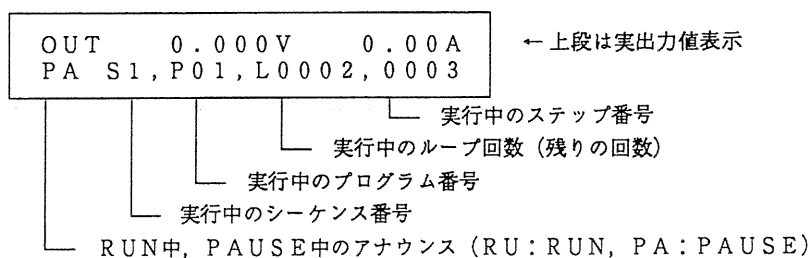 OUT 0.000V 0.00A ←上段は実出力値表示
PA S1,P01,L0002,0003
実行中のステップ番号
実行中のループ回数(残りの回数)
実行中のプログラム番号
実行中のシーケンス番号
RUN中,PAUSE中のアナウンス(RU:RUN,PA:PAUSE)